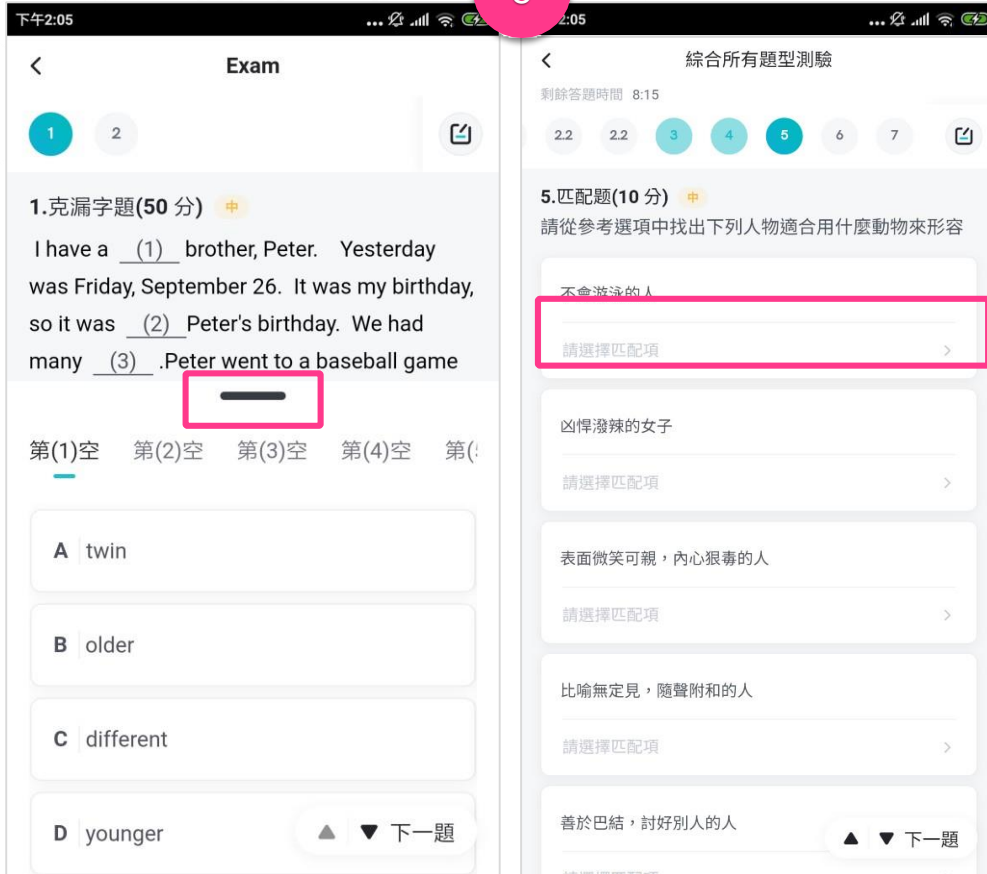 下午2:05
Exam
1
2
1.克漏字題(50 分) 中
I have a (1) brother, Peter. Yesterday
was Friday, September 26. It was my birthday,
so it was (2) Peter's birthday. We had
many (3) .Peter went to a baseball game
第(1)空 第(2)空 第(3)空 第(4)空
A twin
B older
C different
D younger
下一題
2:05
綜合所有題型測驗
剩餘答題時間 8:15
2.2 2.2 3 4 5 6 7
5.匹配题(10 分) 中
請從參考選項中找出下列人物適合用什麼動物來形容
不會游泳的人
請選擇匹配項
凶悍潑辣的女子
請選擇匹配項
表面微笑可親,內心狠毒的人
請選擇匹配項
比喻無定見,隨聲附和的人
請選擇匹配項
善於巴結,討好別人的人
下一題